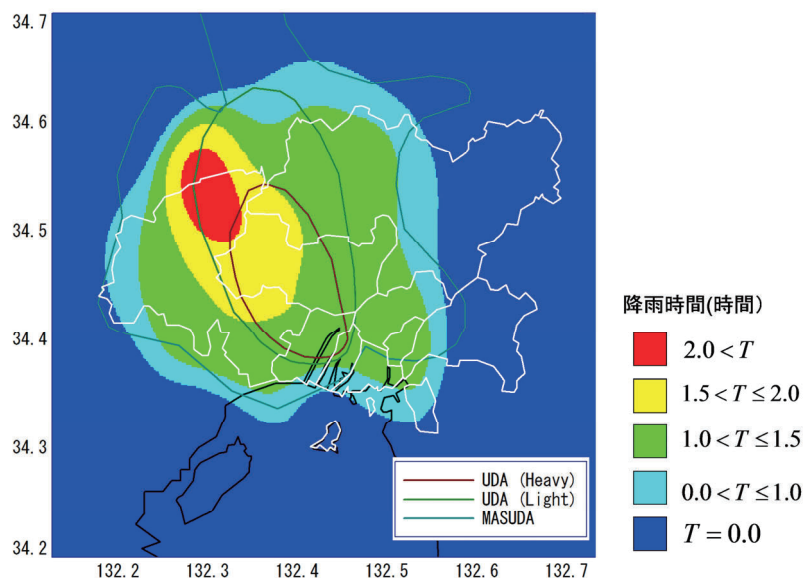 34.7
34.6
34.5
34.4
34.3
34.2
132.2 132.3 132.4 132.5 132.6 132.7
UDA (Heavy)
UDA (Light)
MASUDA
降雨時間(時間)
2.0 < T
1.5 < T ≤ 2.0
1.0 < T ≤ 1.5
0.0 < T ≤ 1.0
T = 0.0